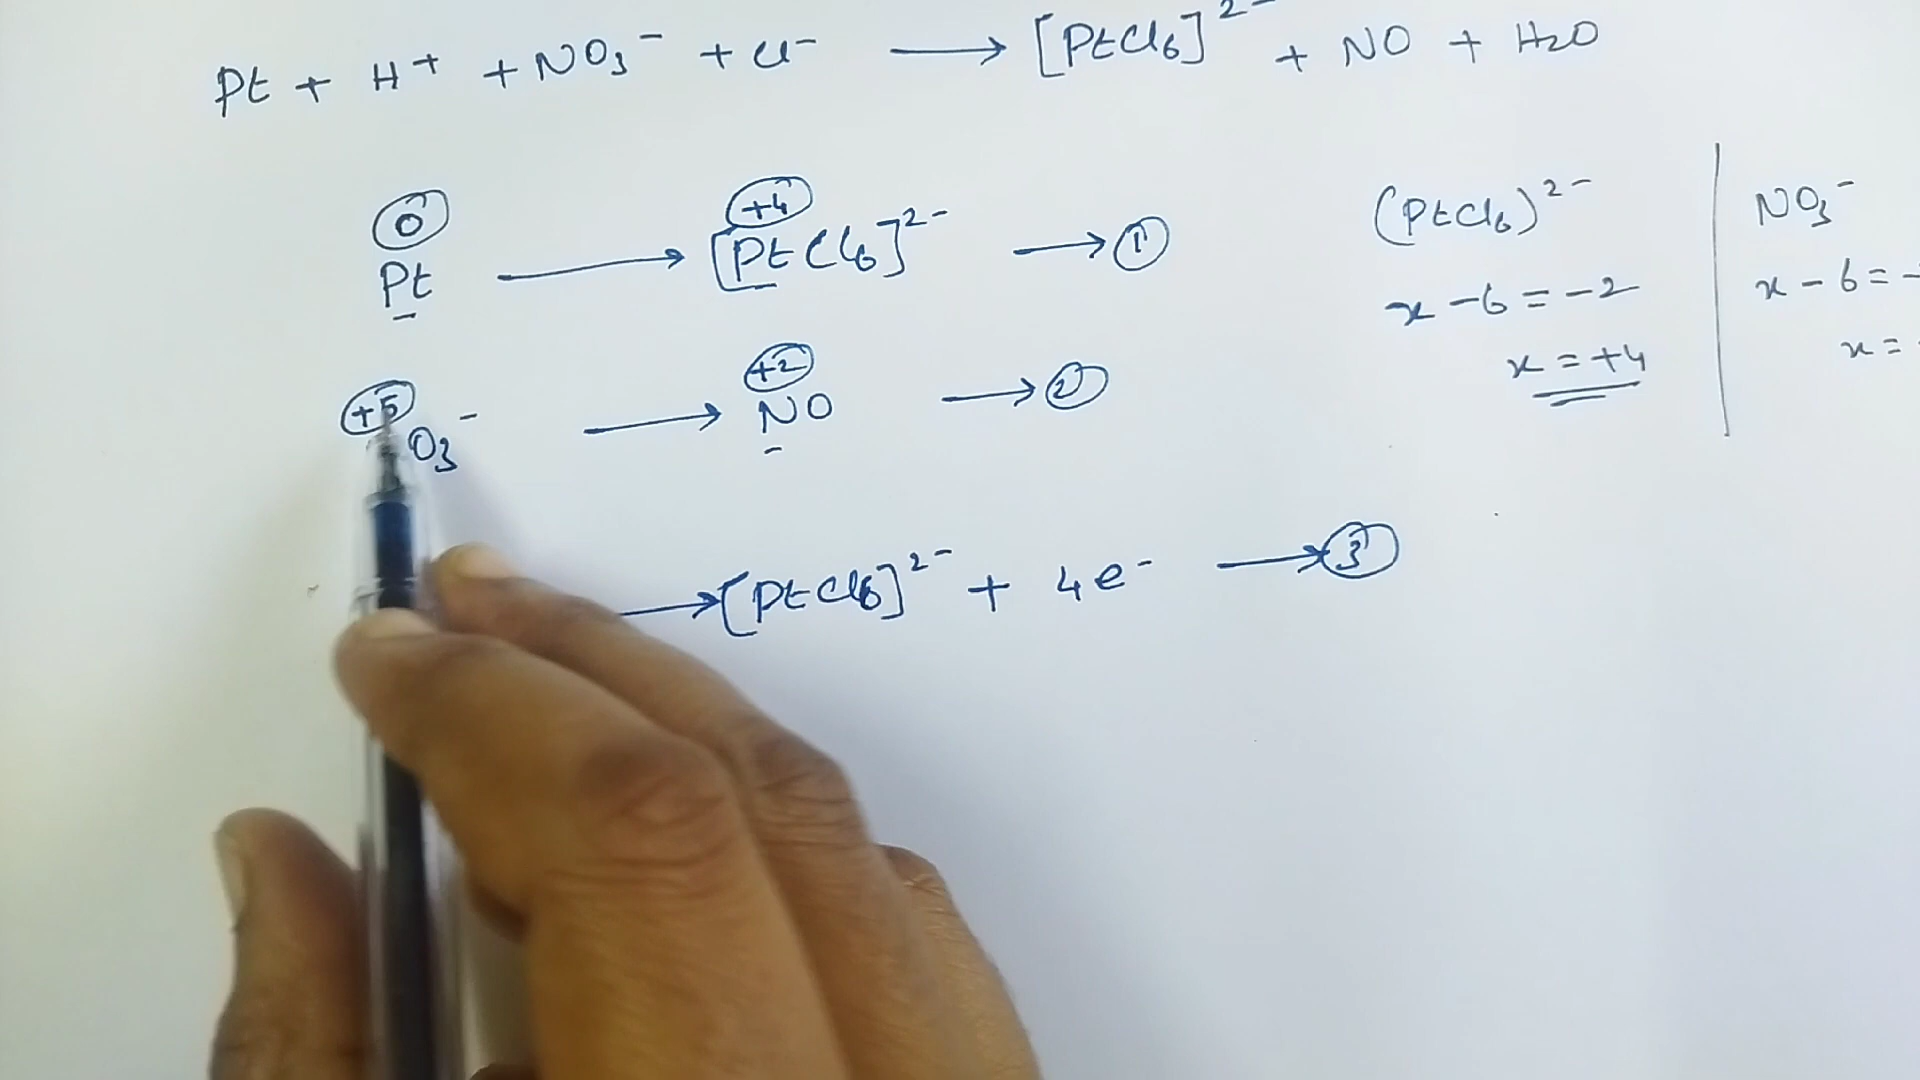 Pt + H⁺ + NO₃⁻ + Cl⁻ ⟶ [PtCl₆]²⁻ + NO + H₂O
0 +4
Pt ⟶ [PtCl₆]²⁻ ⟶ 1
+5 +2
O₃⁻ ⟶ NO ⟶ 2
⟶ [PtCl₆]²⁻ + 4e⁻ ⟶ 3
(PtCl₆)²⁻
x - 6 = -2
x = +4
NO₃⁻
x - 6 = -
x =